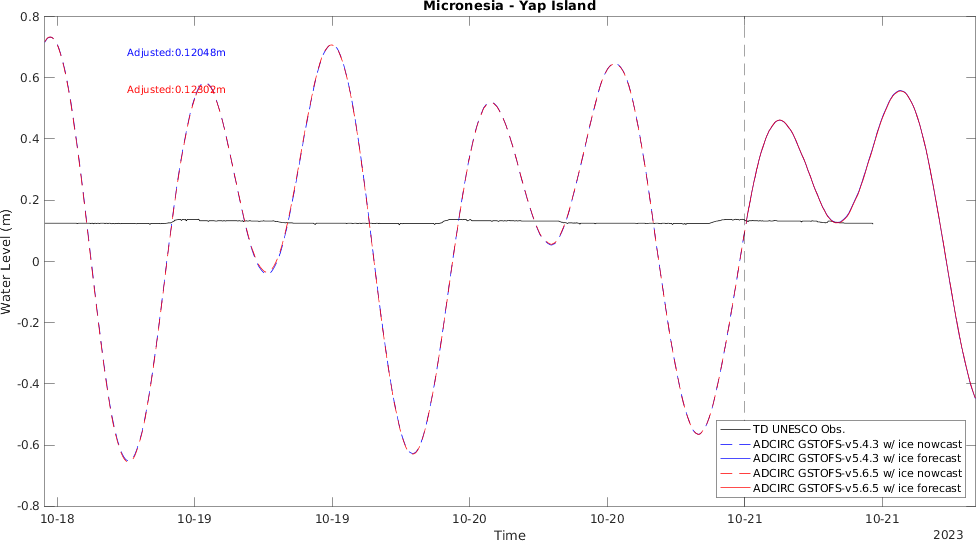 Micronesia - Yap Island
Adjusted:0.12048m
Adjusted:0.12302m
Water Level (m)
0.8
0.6
0.4
0.2
0
-0.2
-0.4
-0.6
-0.8
TD UNESCO Obs.
ADCIRC GSTOFS-v5.4.3 w/ ice nowcast
ADCIRC GSTOFS-v5.4.3 w/ ice forecast
ADCIRC GSTOFS-v5.6.5 w/ ice nowcast
ADCIRC GSTOFS-v5.6.5 w/ ice forecast
10-18 10-19 10-19 10-20 10-20 10-21 10-21
Time
2023